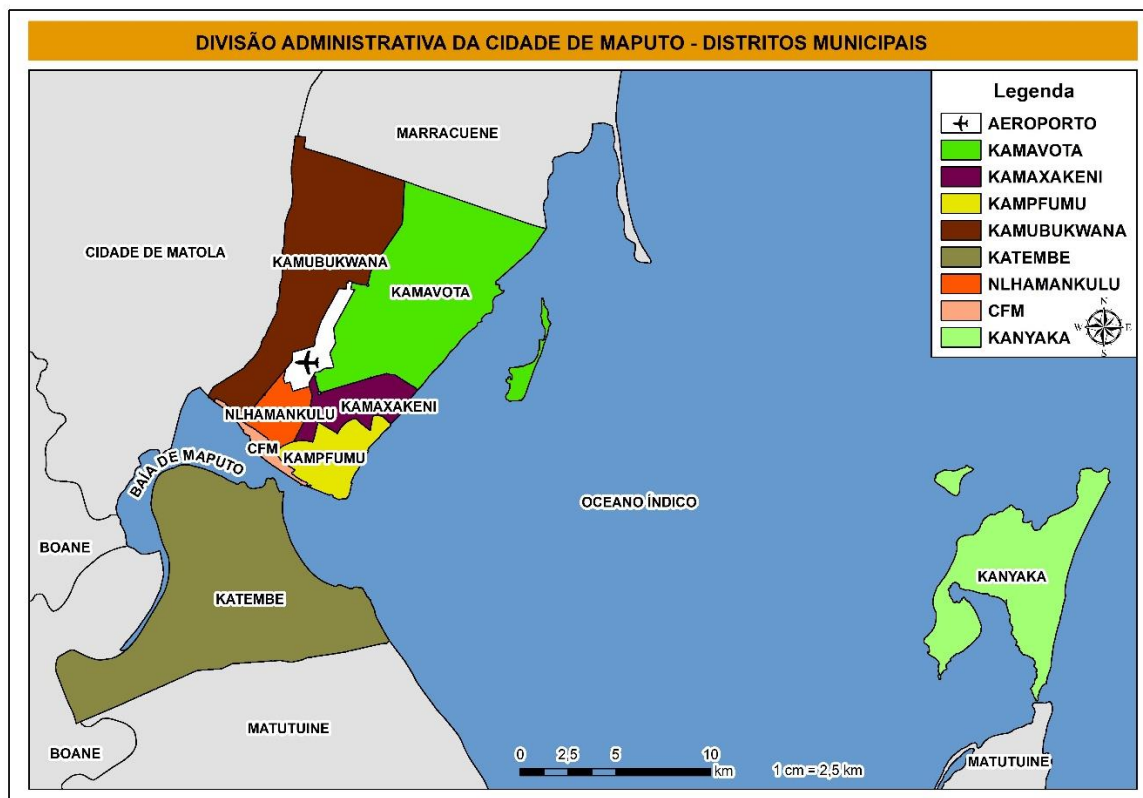 DIVISÃO ADMINISTRATIVA DA CIDADE DE MAPUTO - DISTRITOS MUNICIPAIS
Legenda
AEROPORTO
KAMAVOTA
KAMAXAKENI
KAMPFUMU
KAMUBUKWANA
KATEMBE
NLHAMANKULU
CFM
KANYAKA
N
W
E
S
MARRACUENE
CIDADE DE MATOLA
KAMUBUKWANA
KAMAVOTA
NLHAMANKULU
KAMAXAKENI
CFM
KAMPFUMU
BAÍA DE MAPUTO
OCEANO ÍNDICO
BOANE
KATEMBE
KANYAKA
MATUTUINE
BOANE
MATUTUINE
0 2,5 5 10
km
1 cm = 2,5 km